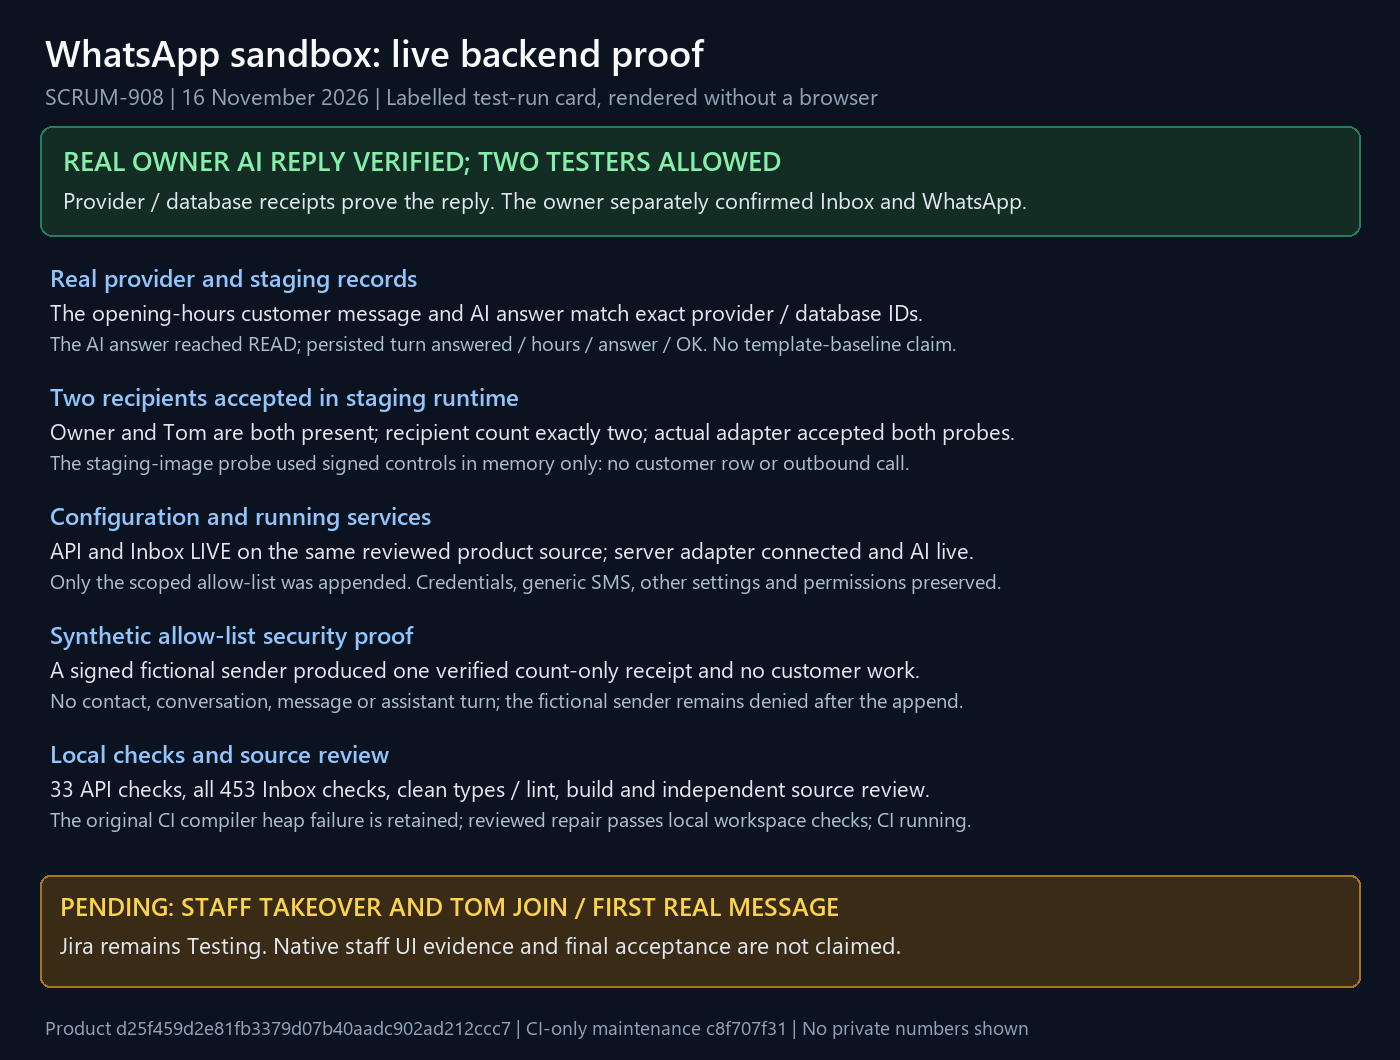 WhatsApp sandbox: live backend proof
SCRUM-908 | 16 November 2026 | Labelled test-run card, rendered without a browser
REAL OWNER AI REPLY VERIFIED; TWO TESTERS ALLOWED
Provider / database receipts prove the reply. The owner separately confirmed Inbox and WhatsApp.
Real provider and staging records
The opening-hours customer message and AI answer match exact provider / database IDs.
The AI answer reached READ; persisted turn answered / hours / answer / OK. No template-baseline claim.
Two recipients accepted in staging runtime
Owner and Tom are both present; recipient count exactly two; actual adapter accepted both probes.
The staging-image probe used signed controls in memory only: no customer row or outbound call.
Configuration and running services
API and Inbox LIVE on the same reviewed product source; server adapter connected and AI live.
Only the scoped allow-list was appended. Credentials, generic SMS, other settings and permissions preserved.
Synthetic allow-list security proof
A signed fictional sender produced one verified count-only receipt and no customer work.
No contact, conversation, message or assistant turn; the fictional sender remains denied after the append.
Local checks and source review
33 API checks, all 453 Inbox checks, clean types / lint, build and independent source review.
The original CI compiler heap failure is retained; reviewed repair passes local workspace checks; CI running.
PENDING: STAFF TAKEOVER AND TOM JOIN / FIRST REAL MESSAGE
Jira remains Testing. Native staff UI evidence and final acceptance are not claimed.
Product d25f459d2e81fb3379d07b40aadc902ad212ccc7 | CI-only maintenance c8f707f31 | No private numbers shown